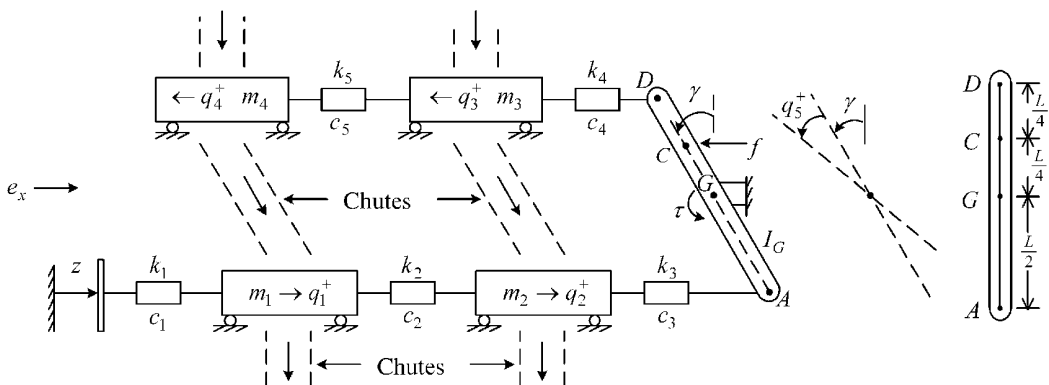 k₅
c₅
k₄
c₄
← q₄⁺ m₄
← q₃⁺ m₃
D
γ
C
f
G
τ
I_G
A
q₅⁺ γ
D
C
G
A
L/4
L/4
L/2
eₓ →
Chutes
z
k₁
c₁
m₁ → q₁⁺
k₂
c₂
m₂ → q₂⁺
k₃
c₃
Chutes